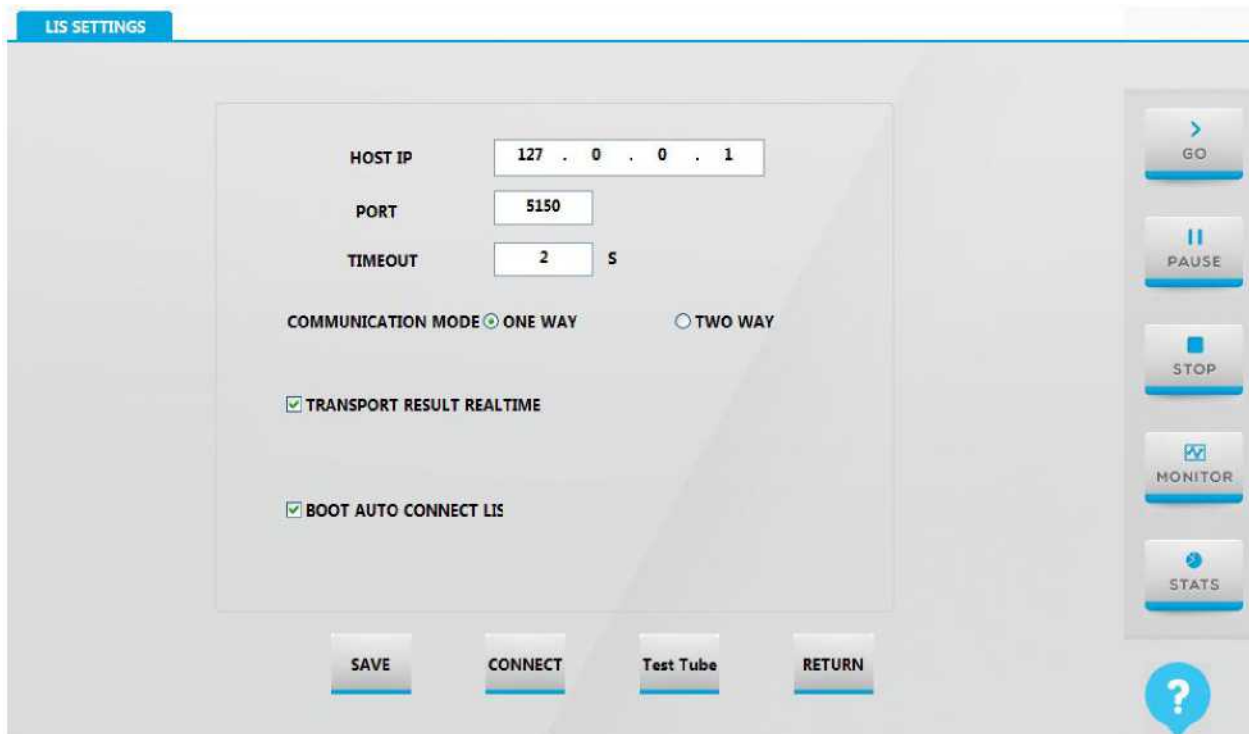 LIS SETTINGS
HOST IP 127 . 0 . 0 . 1
PORT 5150
TIMEOUT 2 S
COMMUNICATION MODE ONE WAY TWO WAY
TRANSPORT RESULT REALTIME
BOOT AUTO CONNECT LIS
SAVE CONNECT Test Tube RETURN
GO
PAUSE
STOP
MONITOR
STATS
?